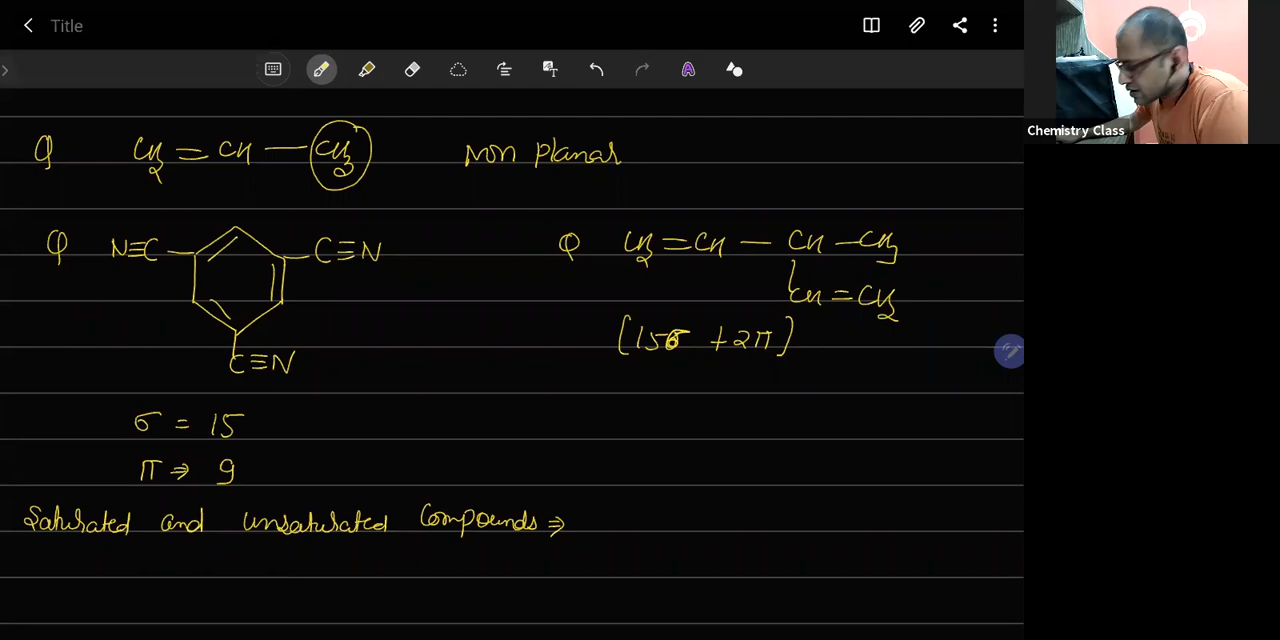 Title
Chemistry Class
Q CH2 = CH — CH3 Non planar
Q N≡C C≡N
C≡N
Q CH2 = CH — CH — CH3
CH = CH2
(15σ + 2π)
σ = 15
π ⇒ 9
Saturated and unsaturated Compounds ⇒